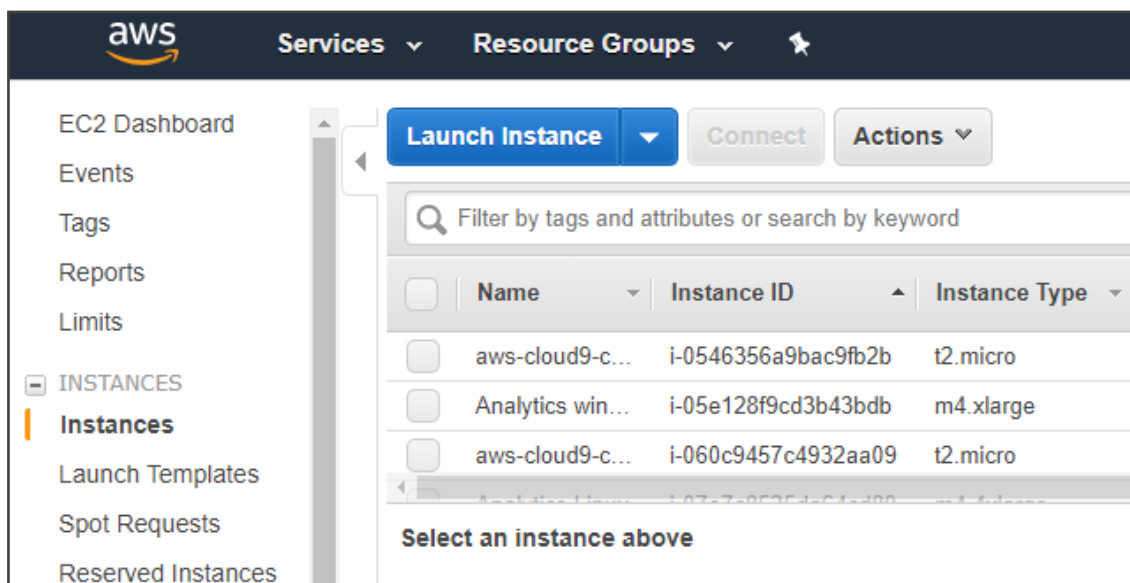 aws Services Resource Groups
EC2 Dashboard
Events
Tags
Reports
Limits
INSTANCES
Instances
Launch Templates
Spot Requests
Reserved Instances
Launch Instance Connect Actions
Filter by tags and attributes or search by keyword
Name Instance ID Instance Type
aws-cloud9-c... i-0546356a9bac9fb2b t2.micro
Analytics win... i-05e128f9cd3b43bdb m4.xlarge
aws-cloud9-c... i-060c9457c4932aa09 t2.micro
Select an instance above